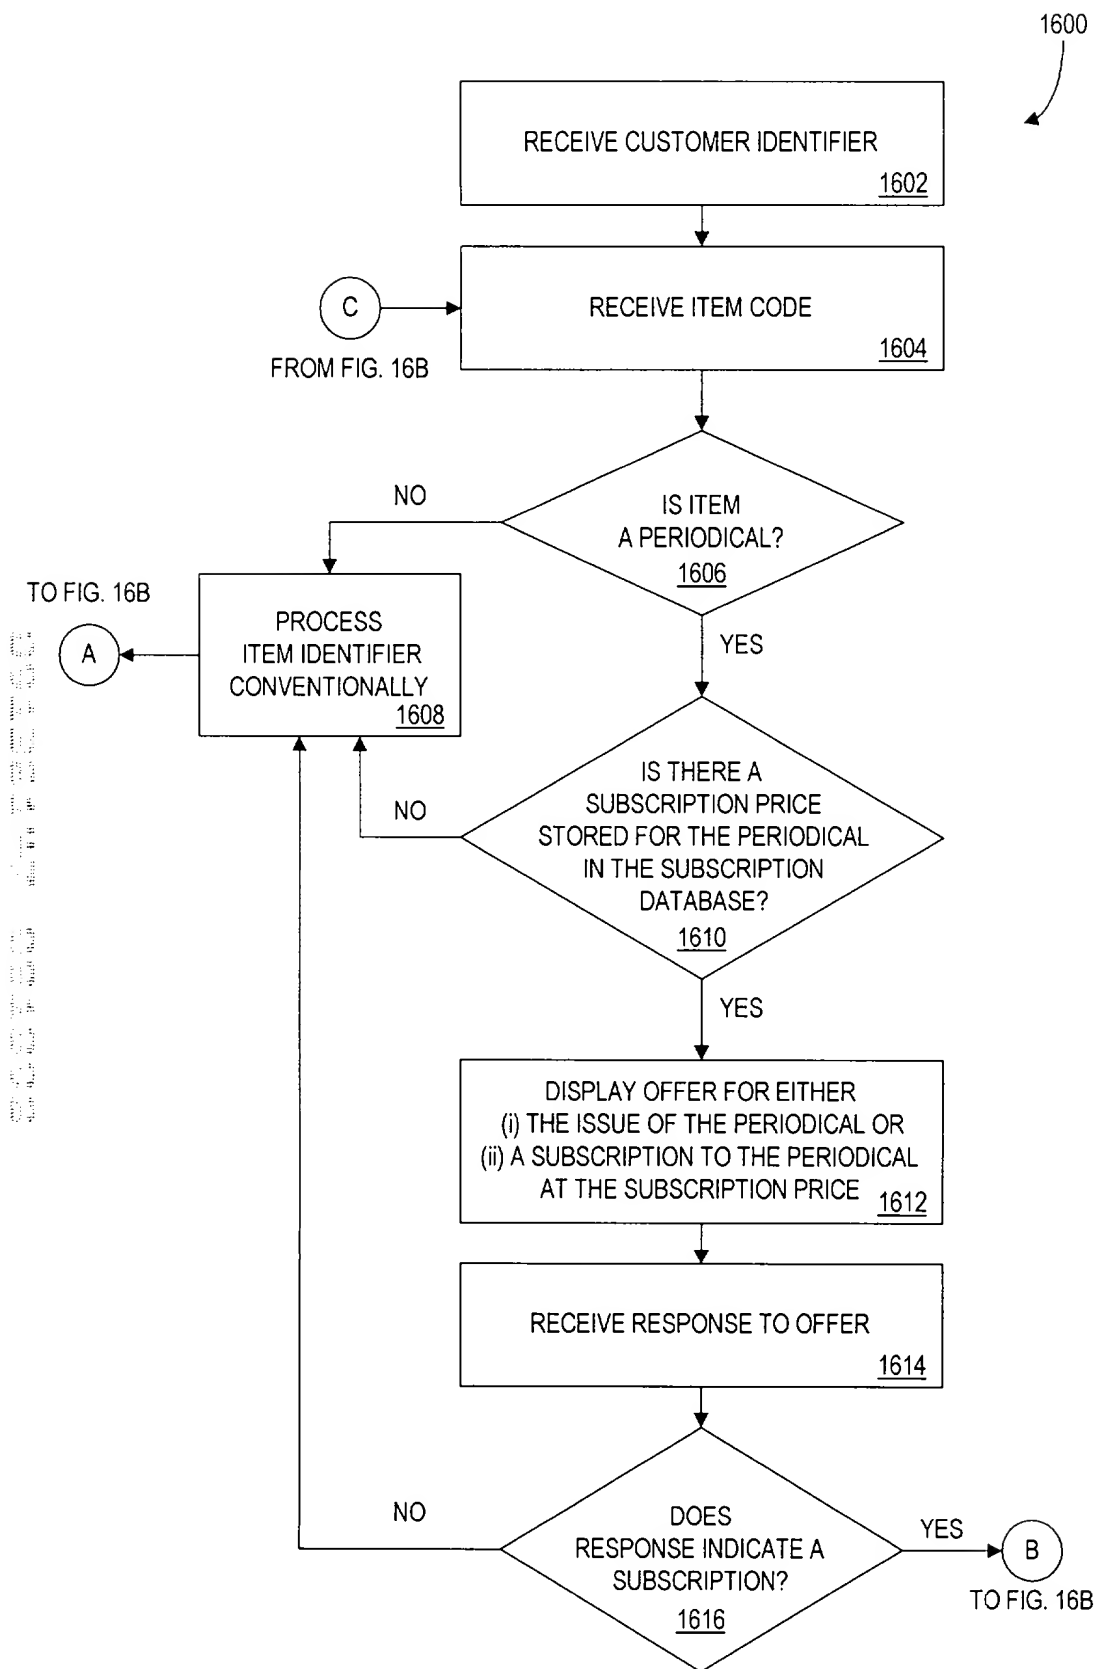 1600
RECEIVE CUSTOMER IDENTIFIER
1602
C
RECEIVE ITEM CODE
1604
FROM FIG. 16B
NO
IS ITEM
A PERIODICAL?
1606
TO FIG. 16B
A
PROCESS
ITEM IDENTIFIER
CONVENTIONALLY
1608
YES
NO
IS THERE A
SUBSCRIPTION PRICE
STORED FOR THE PERIODICAL
IN THE SUBSCRIPTION
DATABASE?
1610
YES
DISPLAY OFFER FOR EITHER
(i) THE ISSUE OF THE PERIODICAL OR
(ii) A SUBSCRIPTION TO THE PERIODICAL
AT THE SUBSCRIPTION PRICE
1612
RECEIVE RESPONSE TO OFFER
1614
NO
DOES
RESPONSE INDICATE A
SUBSCRIPTION?
1616
YES
B
TO FIG. 16B